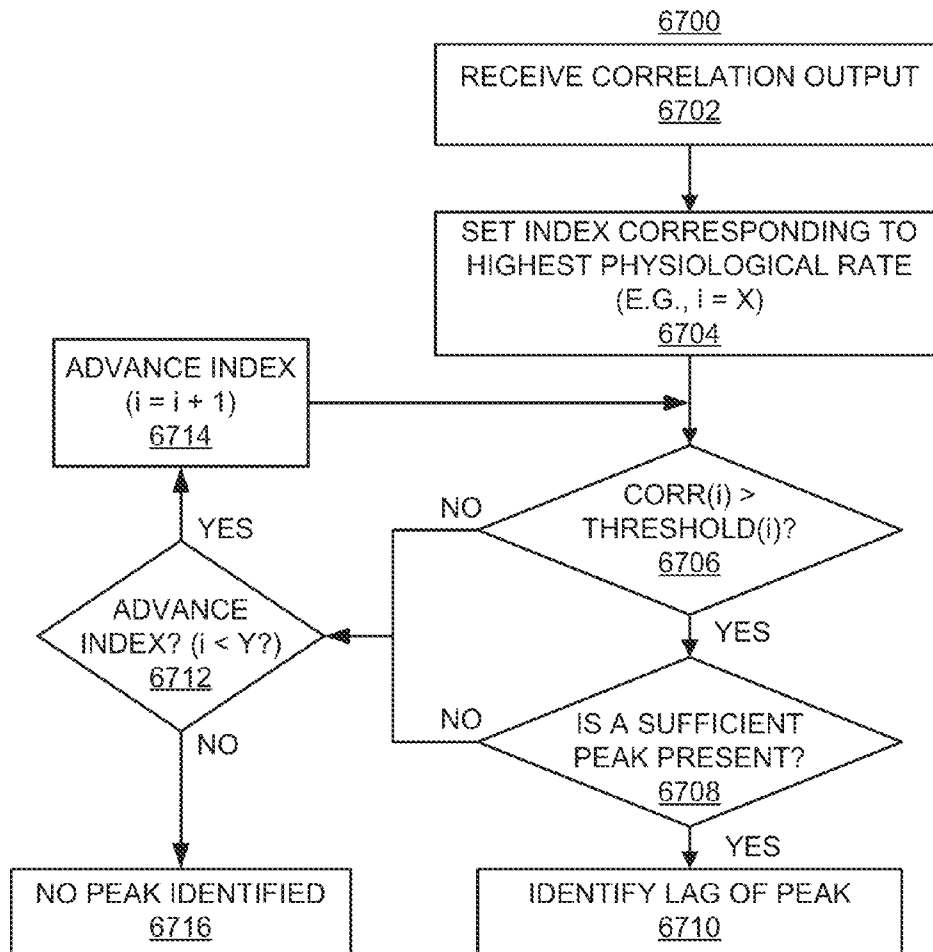 6700
RECEIVE CORRELATION OUTPUT
6702
SET INDEX CORRESPONDING TO
HIGHEST PHYSIOLOGICAL RATE
(E.G., i = X)
6704
ADVANCE INDEX
(i = i + 1)
6714
CORR(i) >
THRESHOLD(i)?
6706
NO
YES
YES
ADVANCE
INDEX? (i < Y?)
6712
NO
IS A SUFFICIENT
PEAK PRESENT?
6708
NO
YES
NO PEAK IDENTIFIED
6716
IDENTIFY LAG OF PEAK
6710